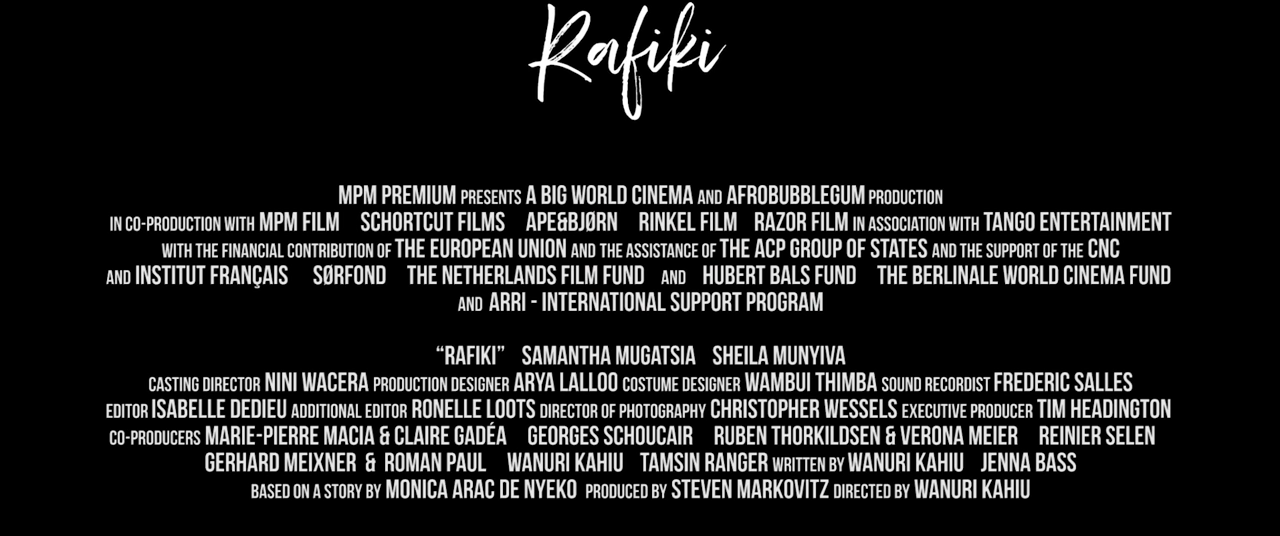 Rafiki
MPM PREMIUM PRESENTS A BIG WORLD CINEMA AND AFROBUBBLEGUM PRODUCTION
IN CO-PRODUCTION WITH MPM FILM SCHORTCUT FILMS APE&BJØRN RINKEL FILM RAZOR FILM IN ASSOCIATION WITH TANGO ENTERTAINMENT
WITH THE FINANCIAL CONTRIBUTION OF THE EUROPEAN UNION AND THE ASSISTANCE OF THE ACP GROUP OF STATES AND THE SUPPORT OF THE CNC
AND INSTITUT FRANÇAIS SØRFOND THE NETHERLANDS FILM FUND AND HUBERT BALS FUND THE BERLINALE WORLD CINEMA FUND
AND ARRI - INTERNATIONAL SUPPORT PROGRAM
“RAFIKI” SAMANTHA MUGATSIA SHEILA MUNYIVA
CASTING DIRECTOR NINI WACERA PRODUCTION DESIGNER ARYA LALLOO COSTUME DESIGNER WAMBUI THIMBA SOUND RECORDIST FREDERIC SALLES
EDITOR ISABELLE DEDIEU ADDITIONAL EDITOR RONELLE LOOTS DIRECTOR OF PHOTOGRAPHY CHRISTOPHER WESSELS EXECUTIVE PRODUCER TIM HEADINGTON
CO-PRODUCERS MARIE-PIERRE MACIA & CLAIRE GADÉA GEORGES SCHOUCAIR RUBEN THORKILDSEN & VERONA MEIER REINIER SELEN
GERHARD MEIXNER & ROMAN PAUL WANURI KAHIU TAMSIN RANGER WRITTEN BY WANURI KAHIU JENNA BASS
BASED ON A STORY BY MONICA ARAC DE NYEKO PRODUCED BY STEVEN MARKOVITZ DIRECTED BY WANURI KAHIU